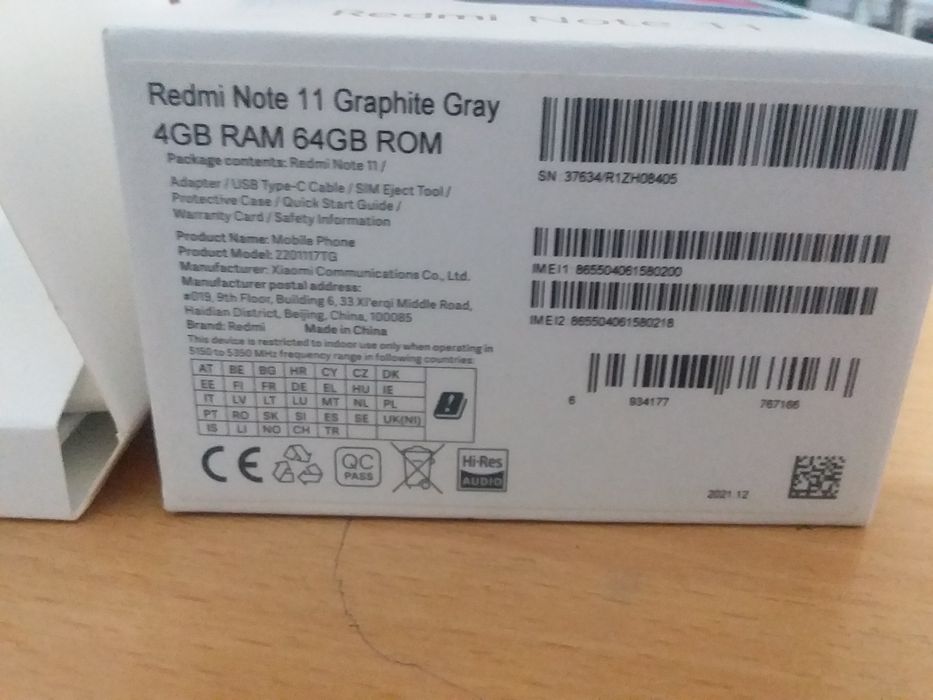 Redmi Note 11
Redmi Note 11 Graphite Gray
4GB RAM 64GB ROM
Package contents: Redmi Note 11 /
Adapter / USB Type-C Cable / SIM Eject Tool /
Protective Case / Quick Start Guide /
Warranty Card / Safety Information
Product Name: Mobile Phone
Product Model: 2201117TG
Manufacturer: Xiaomi Communications Co., Ltd.
Manufacturer postal address:
#019, 9th Floor, Building 6, 33 Xi'erqi Middle Road,
Haidian District, Beijing, China, 100085
Brand: Redmi Made in China
This device is restricted to indoor use only when operating in
5150 to 5350 MHz frequency range in following countries:
AT BE BG HR CY CZ DK
EE FI FR DE EL HU IE
IT LV LT LU MT NL PL
PT RO SK SI ES SE UK(NI)
IS LI NO CH TR
CE
QC
PASS
Hi-Res
AUDIO
SN 37634/R1ZH08405
IMEI1 865504061580200
IMEI2 865504061580218
6 934177 767166
2021.12